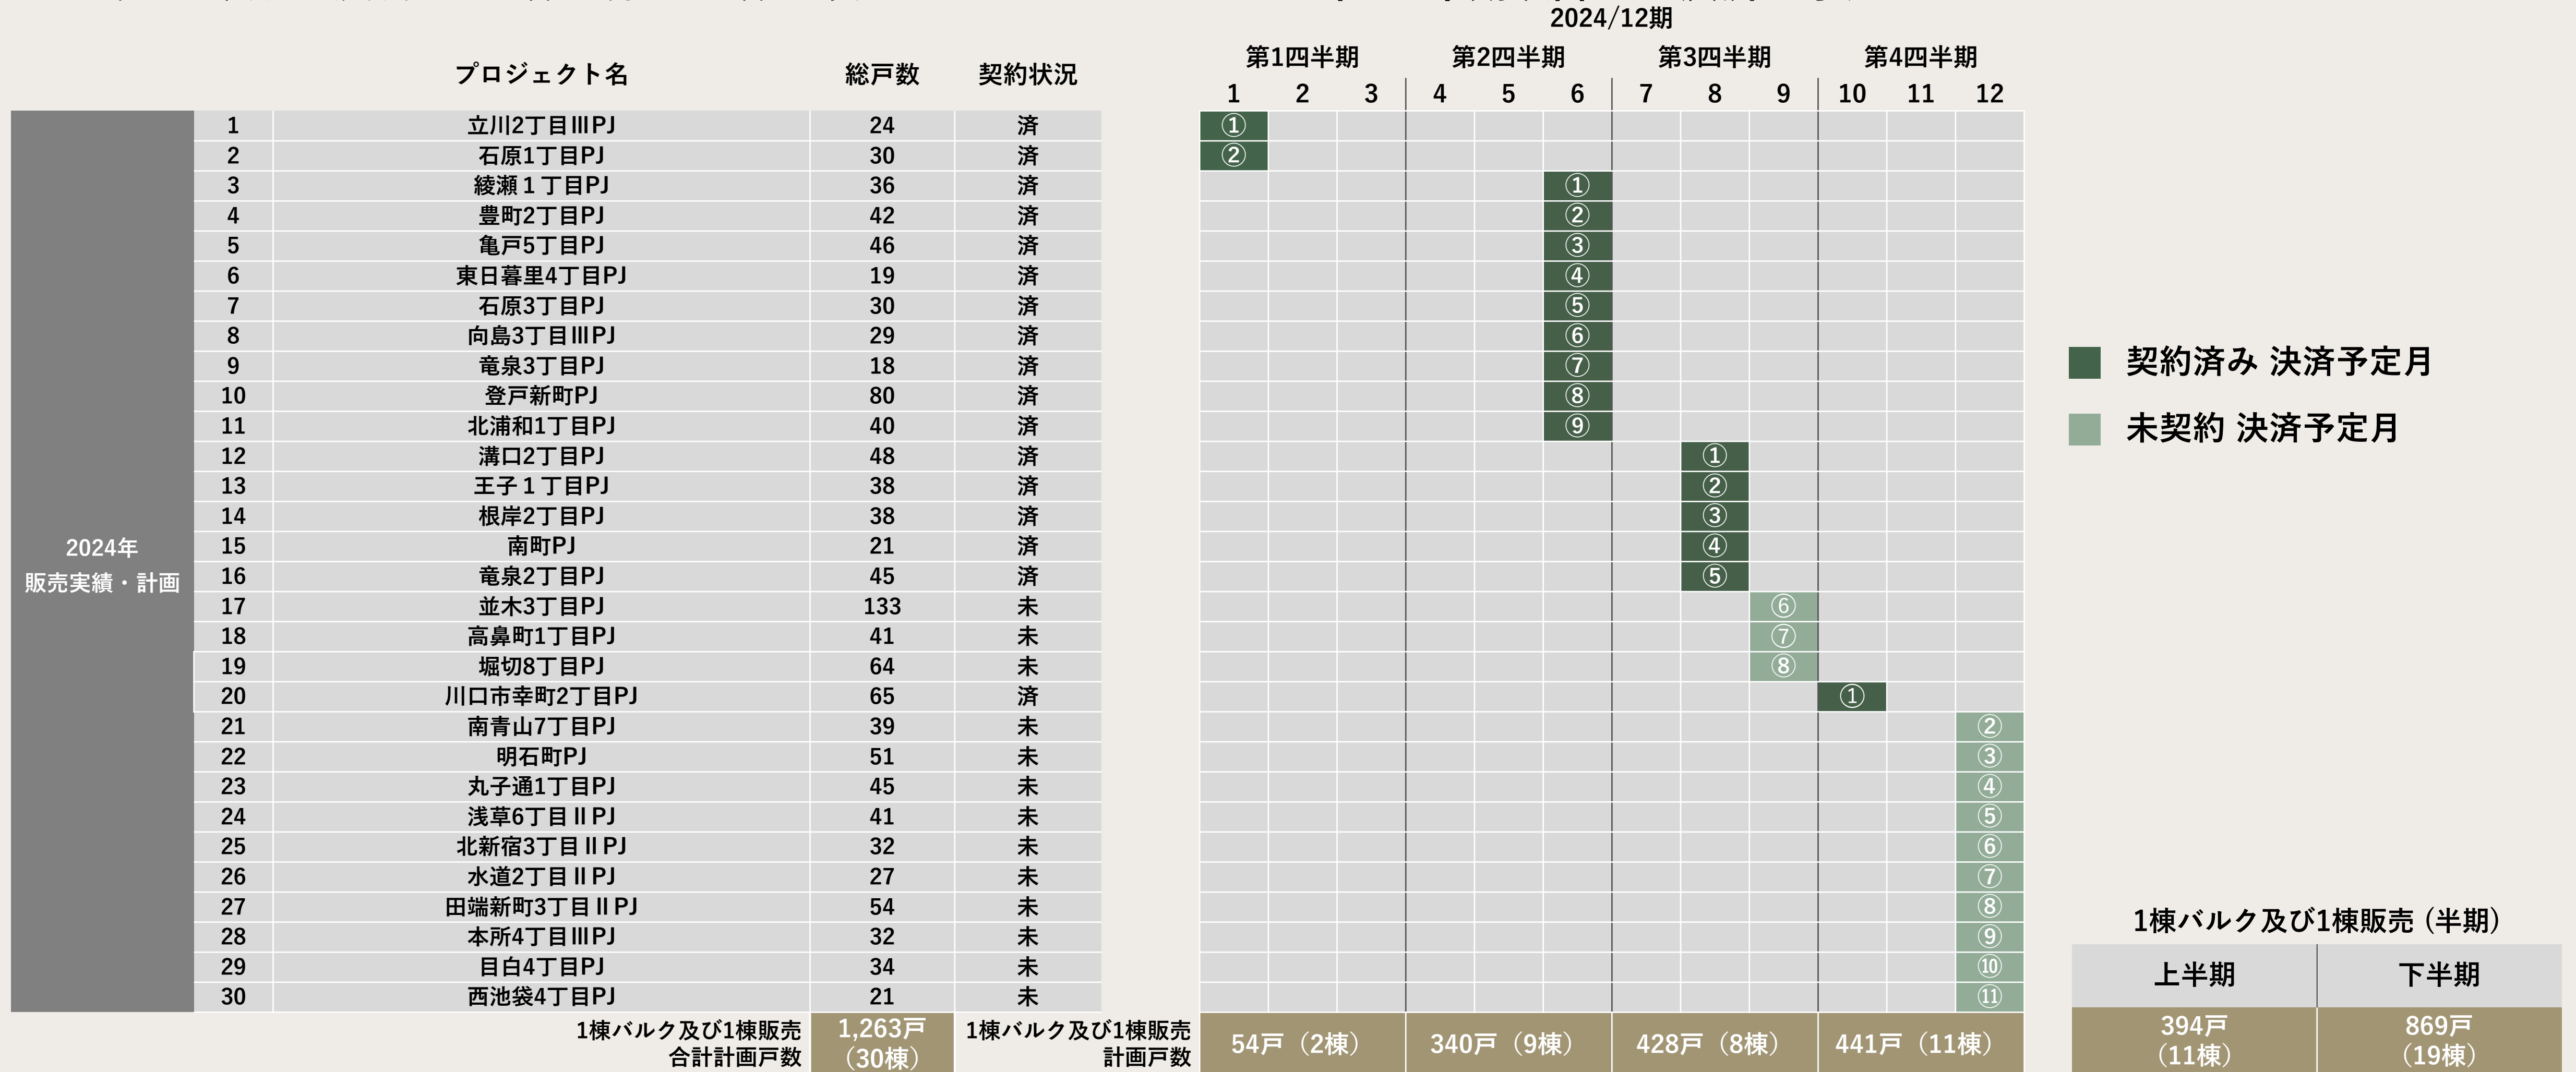 2024/12期
第1四半期 第2四半期 第3四半期 第4四半期
プロジェクト名 総戸数 契約状況
1 2 3 4 5 6 7 8 9 10 11 12
1 立川2丁目ⅢPJ 24 済 ①
2 石原1丁目PJ 30 済 ②
3 綾瀬１丁目PJ 36 済 ①
4 豊町2丁目PJ 42 済 ②
5 亀戸5丁目PJ 46 済 ③
6 東日暮里4丁目PJ 19 済 ④
7 石原3丁目PJ 30 済 ⑤
8 向島3丁目ⅢPJ 29 済 ⑥
9 竜泉3丁目PJ 18 済 ⑦
10 登戸新町PJ 80 済 ⑧
11 北浦和1丁目PJ 40 済 ⑨
12 溝口2丁目PJ 48 済 ①
13 王子１丁目PJ 38 済 ②
14 根岸2丁目PJ 38 済 ③
15 南町PJ 21 済 ④
16 竜泉2丁目PJ 45 済 ⑤
17 並木3丁目PJ 133 未 ⑥
18 高鼻町1丁目PJ 41 未 ⑦
19 堀切8丁目PJ 64 未 ⑧
20 川口市幸町2丁目PJ 65 済 ①
21 南青山7丁目PJ 39 未 ②
22 明石町PJ 51 未 ③
23 丸子通1丁目PJ 45 未 ④
24 浅草6丁目ⅡPJ 41 未 ⑤
25 北新宿3丁目ⅡPJ 32 未 ⑥
26 水道2丁目ⅡPJ 27 未 ⑦
27 田端新町3丁目ⅡPJ 54 未 ⑧
28 本所4丁目ⅢPJ 32 未 ⑨
29 目白4丁目PJ 34 未 ⑩
30 西池袋4丁目PJ 21 未 ⑪
2024年
販売実績・計画
1棟バルク及び1棟販売
合計計画戸数
1,263戸
（30棟）
1棟バルク及び1棟販売
計画戸数
54戸（2棟） 340戸（9棟） 428戸（8棟） 441戸（11棟）
契約済み 決済予定月
未契約 決済予定月
1棟バルク及び1棟販売 (半期)
上半期 下半期
394戸 869戸
（11棟） （19棟）